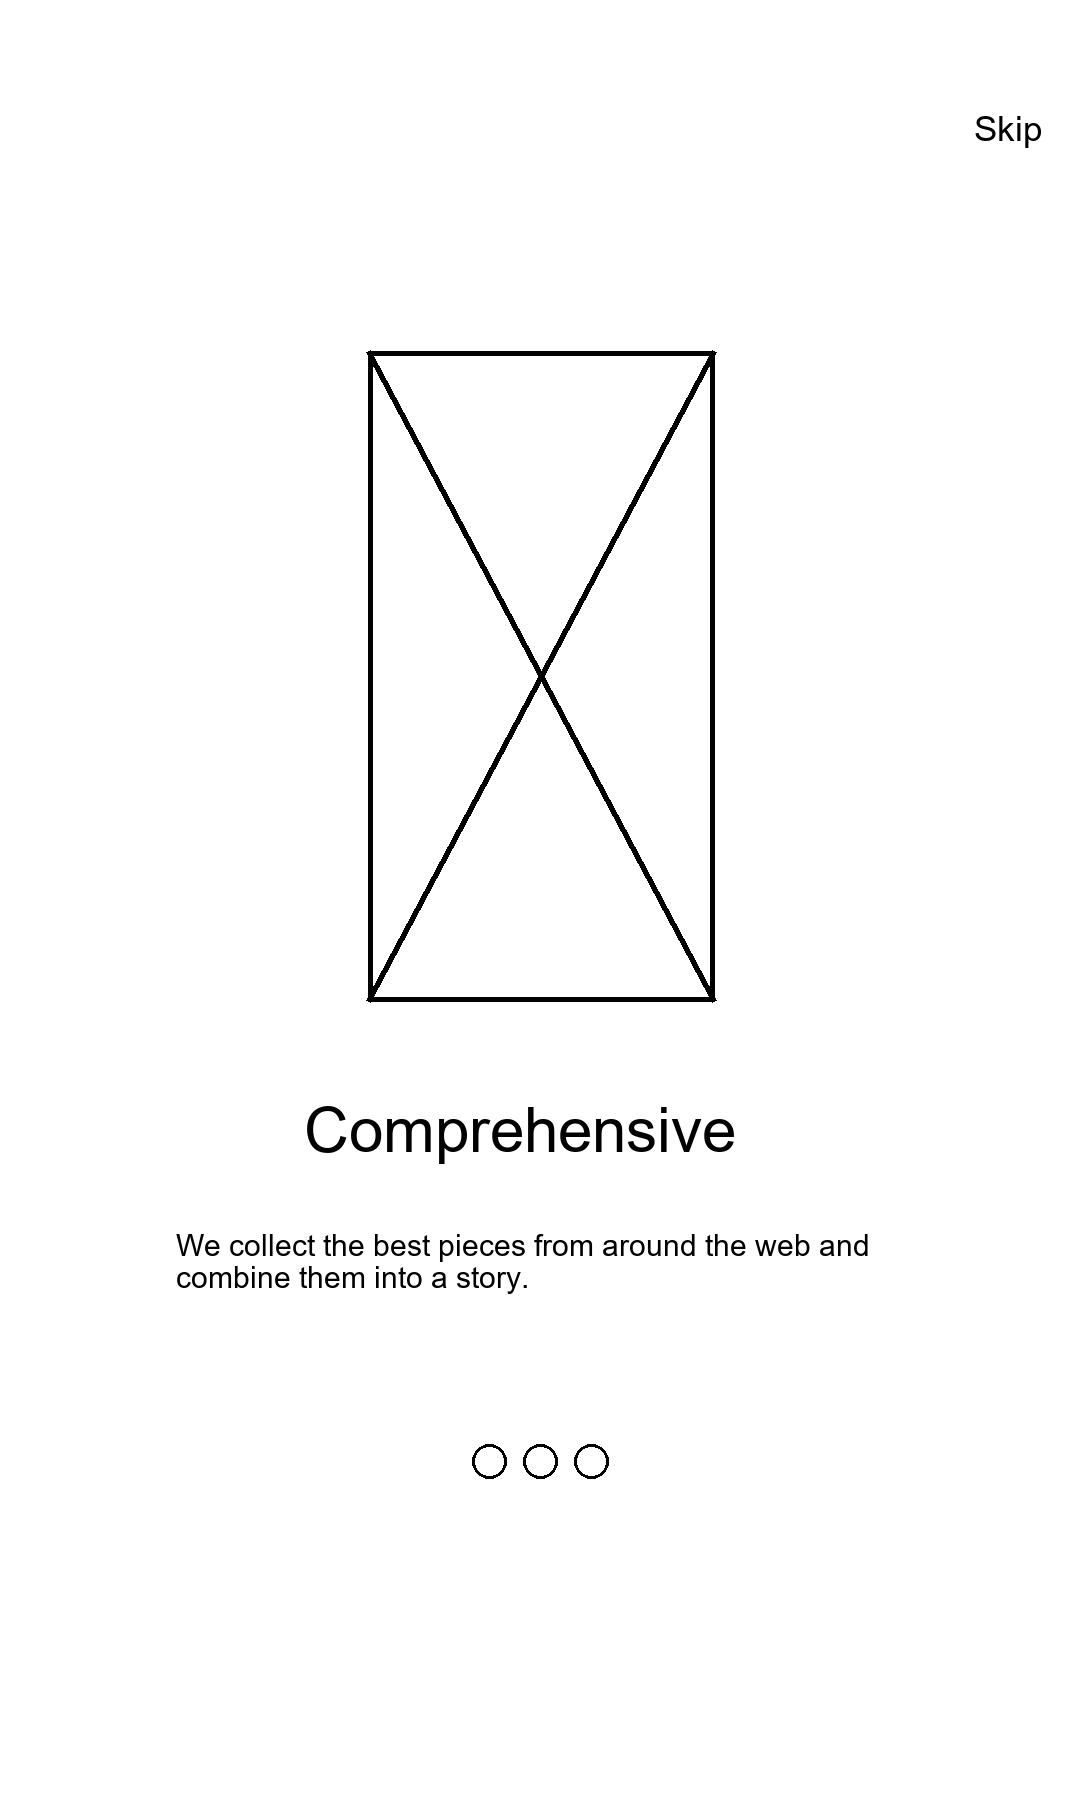 Skip
Comprehensive
We collect the best pieces from around the web and
combine them into a story.